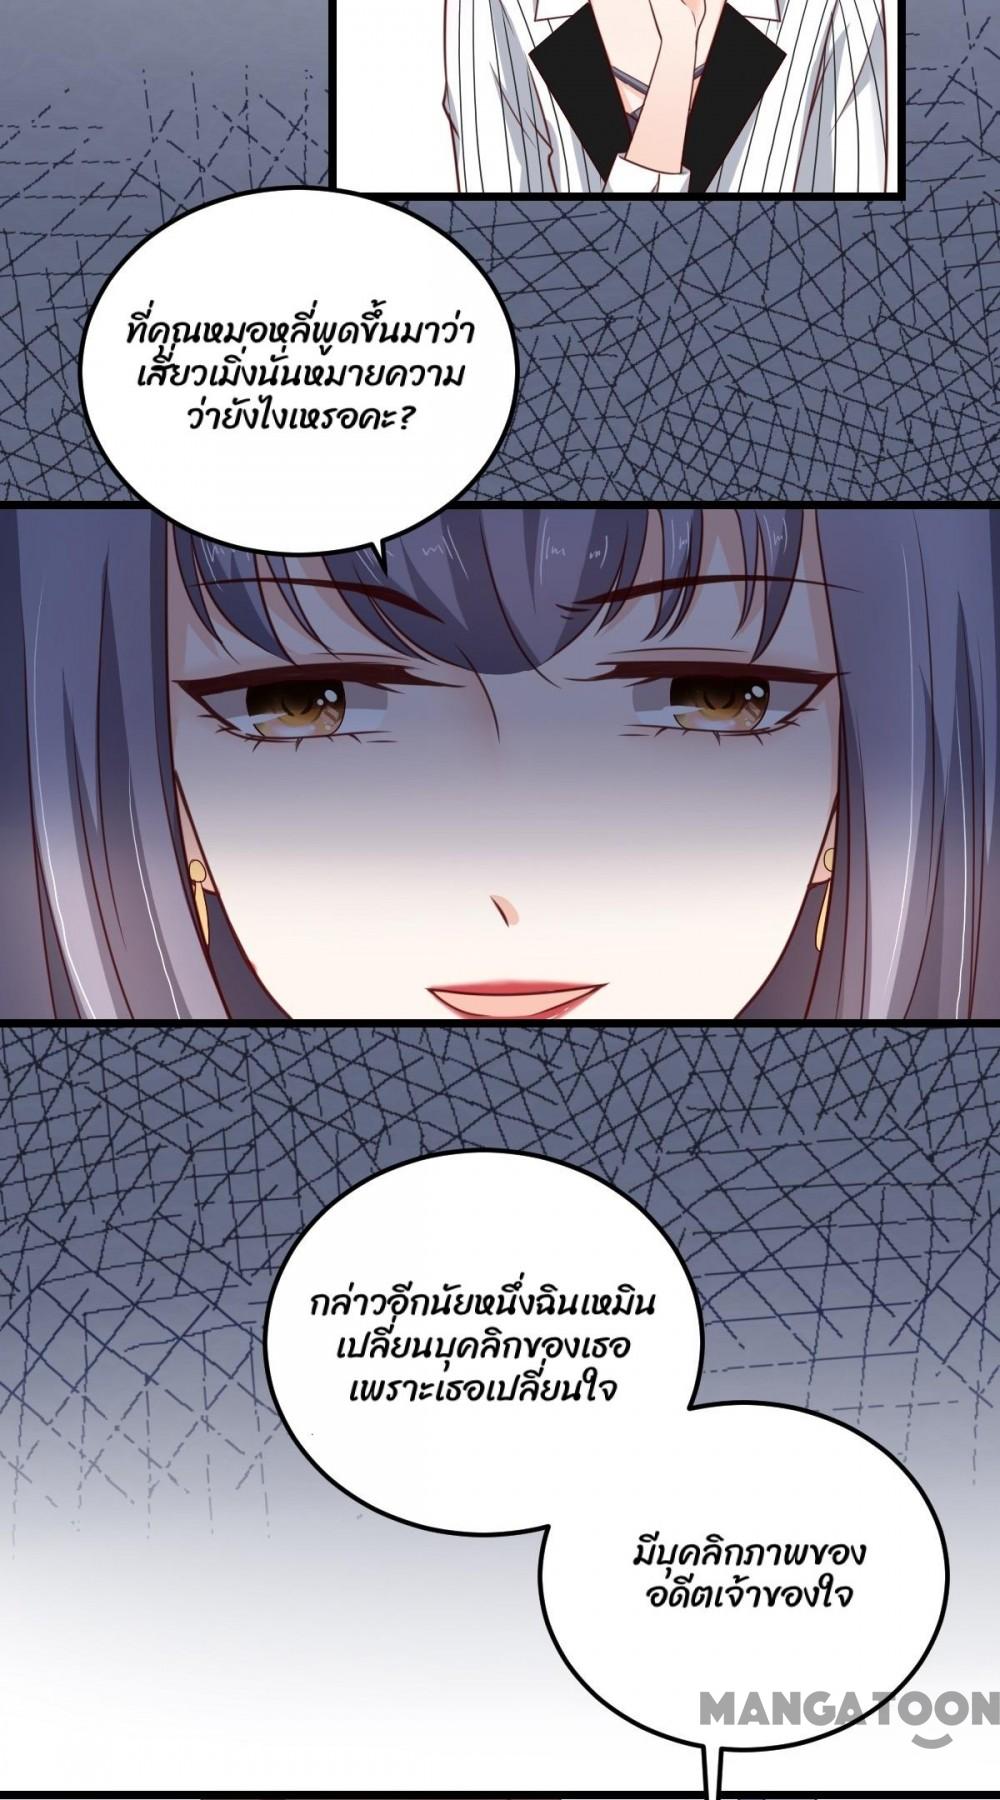 ที่คุณหมอหลี่พูดขึ้นมาว่า
เสี่ยวเมิ่งนั่นหมายความ
ว่ายังไงเหรอคะ?
กล่าวอีกนัยหนึ่งฉินเหมิน
เปลี่ยนบุคลิกของเธอ
เพราะเธอเปลี่ยนใจ
มีบุคลิกภาพของ
อดีตเจ้าของใจ
MANGATOON